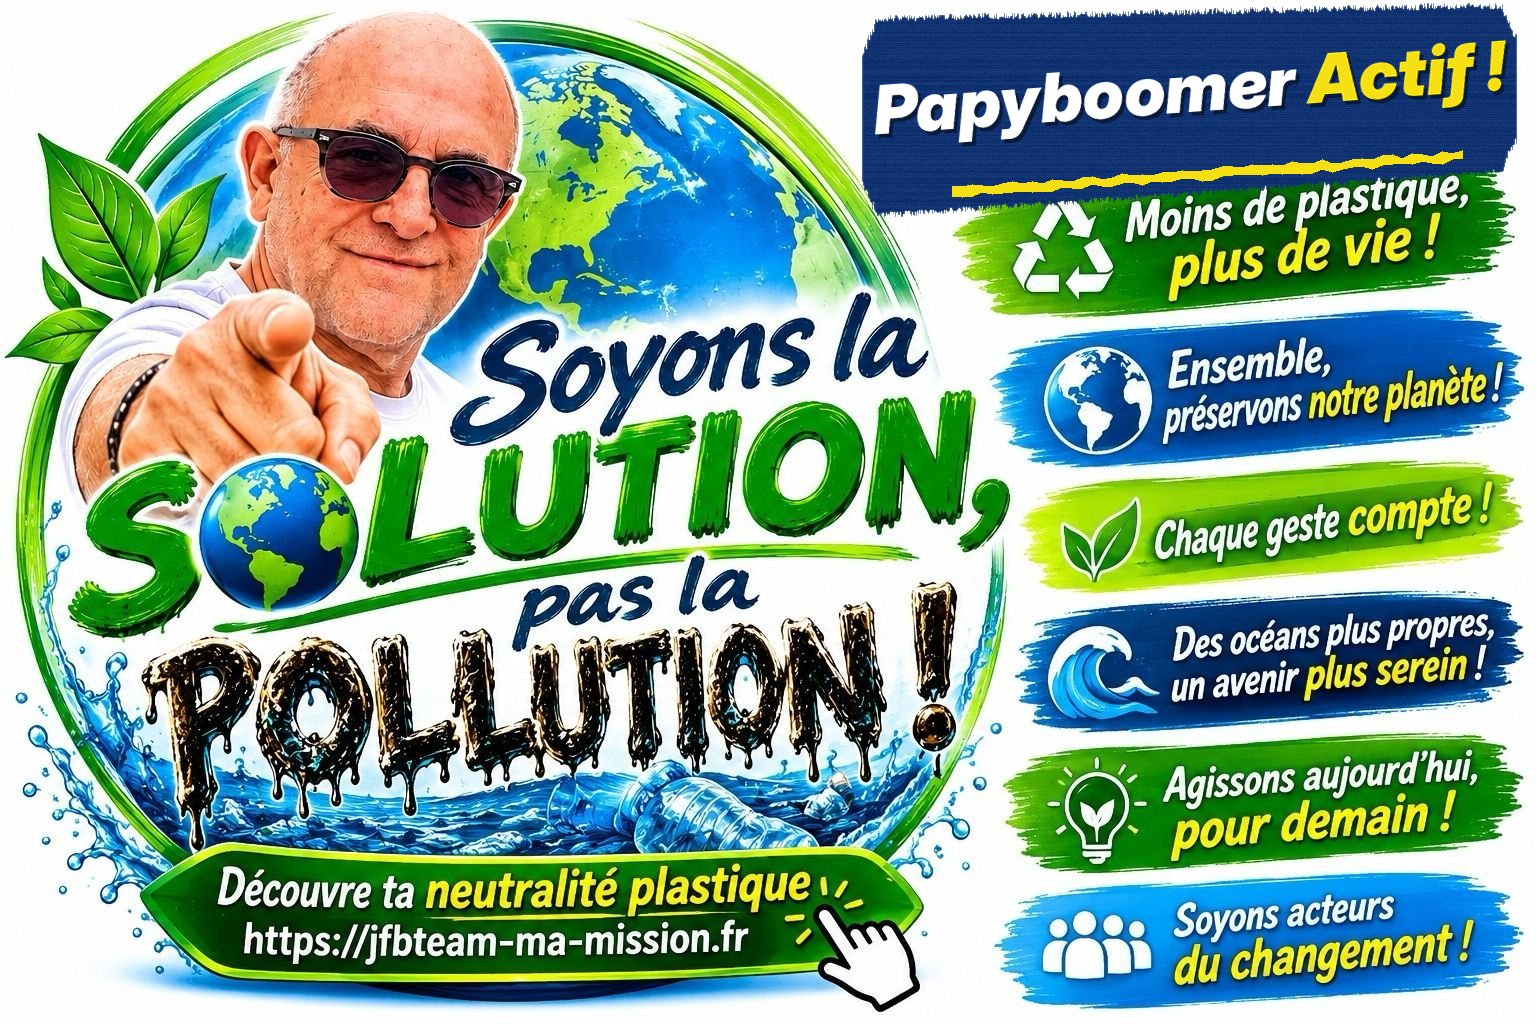 Papyboomer Actif !
Soyons la
SOLUTION,
pas la
POLLUTION !
Découvre ta neutralité plastique
https://jfbteam-ma-mission.fr
Moins de plastique,
plus de vie !
Ensemble,
préservons notre planète !
Chaque geste compte !
Des océans plus propres,
un avenir plus serein !
Agissons aujourd'hui,
pour demain !
Soyons acteurs
du changement !